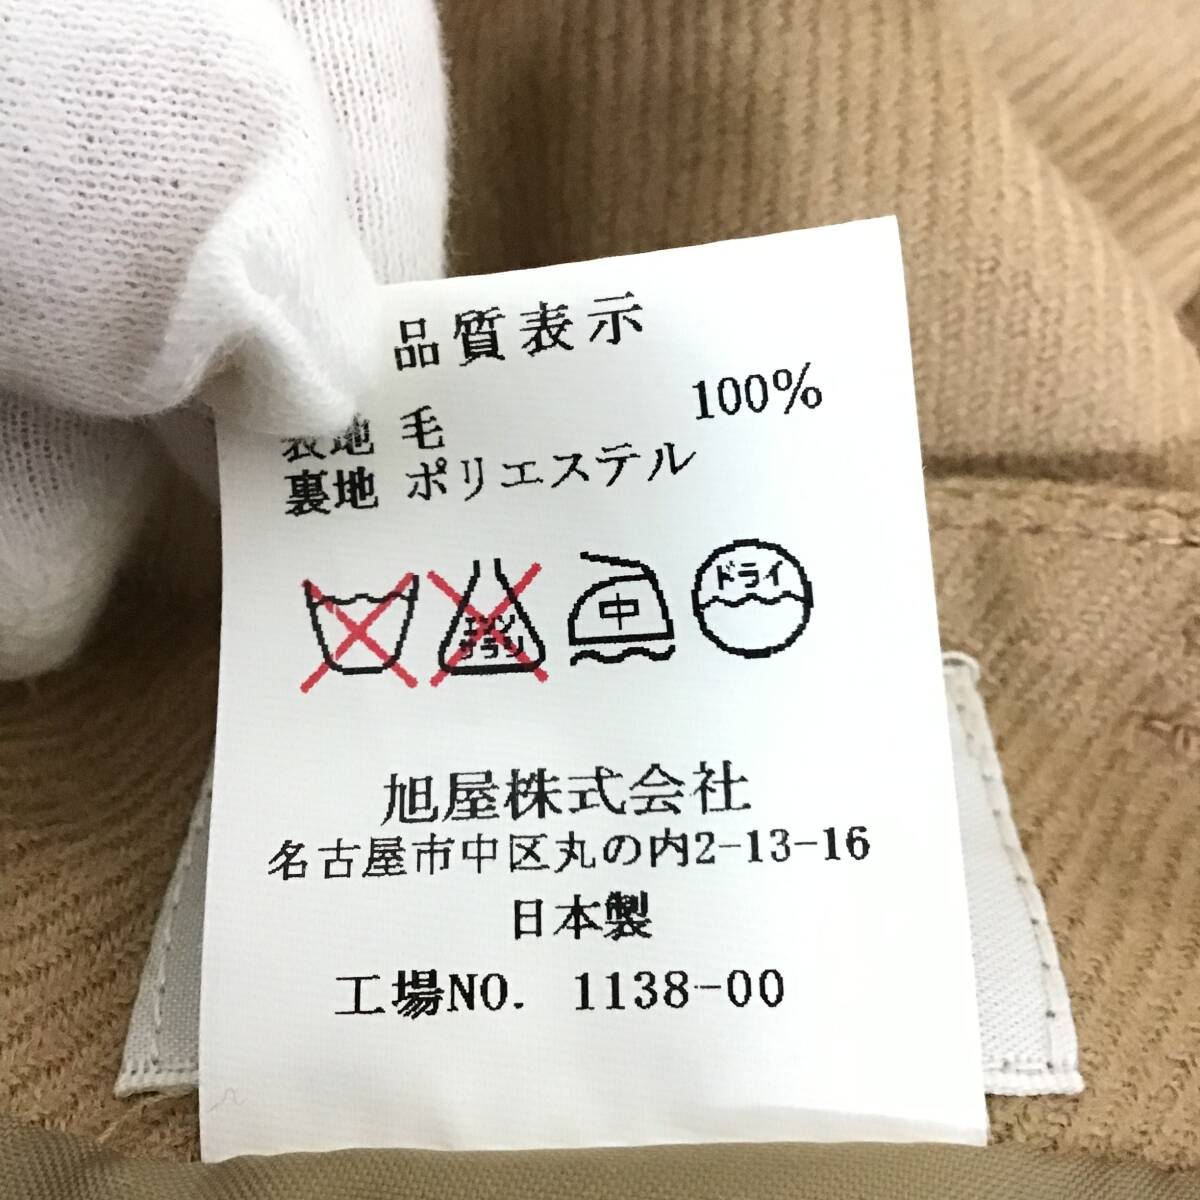 品質表示
表地 毛 100%
裏地 ポリエステル
エンソ サラシ 中 ドライ
旭屋株式会社
名古屋市中区丸の内2-13-16
日本製
工場NO. 1138-00